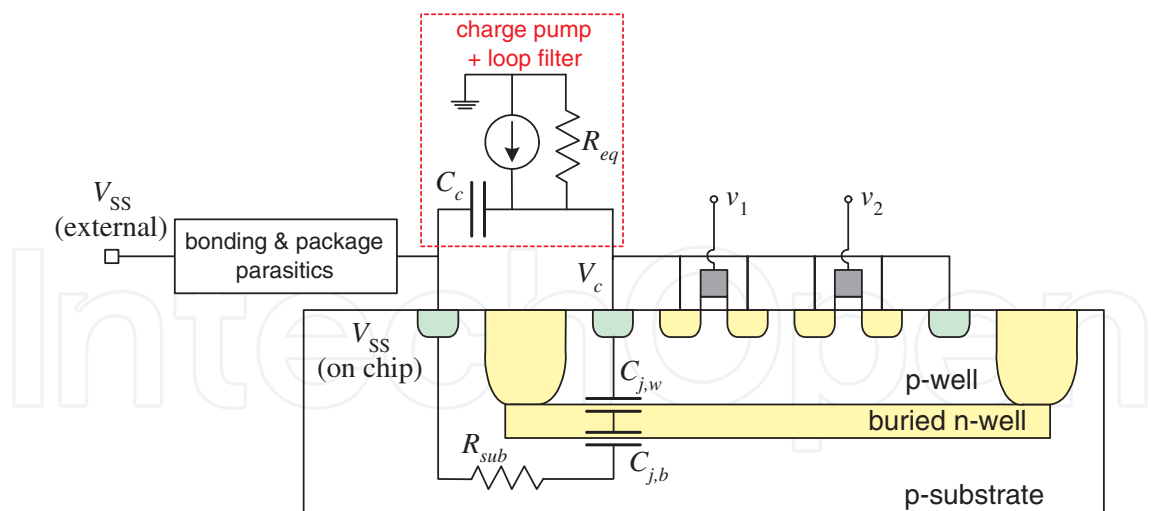 charge pump
+ loop filter
R_eq
C_c
V_SS
(external)
bonding & package
parasitics
v_1
v_2
V_c
V_SS
(on chip)
C_j,w
p-well
buried n-well
R_sub
C_j,b
p-substrate
IntechOpen